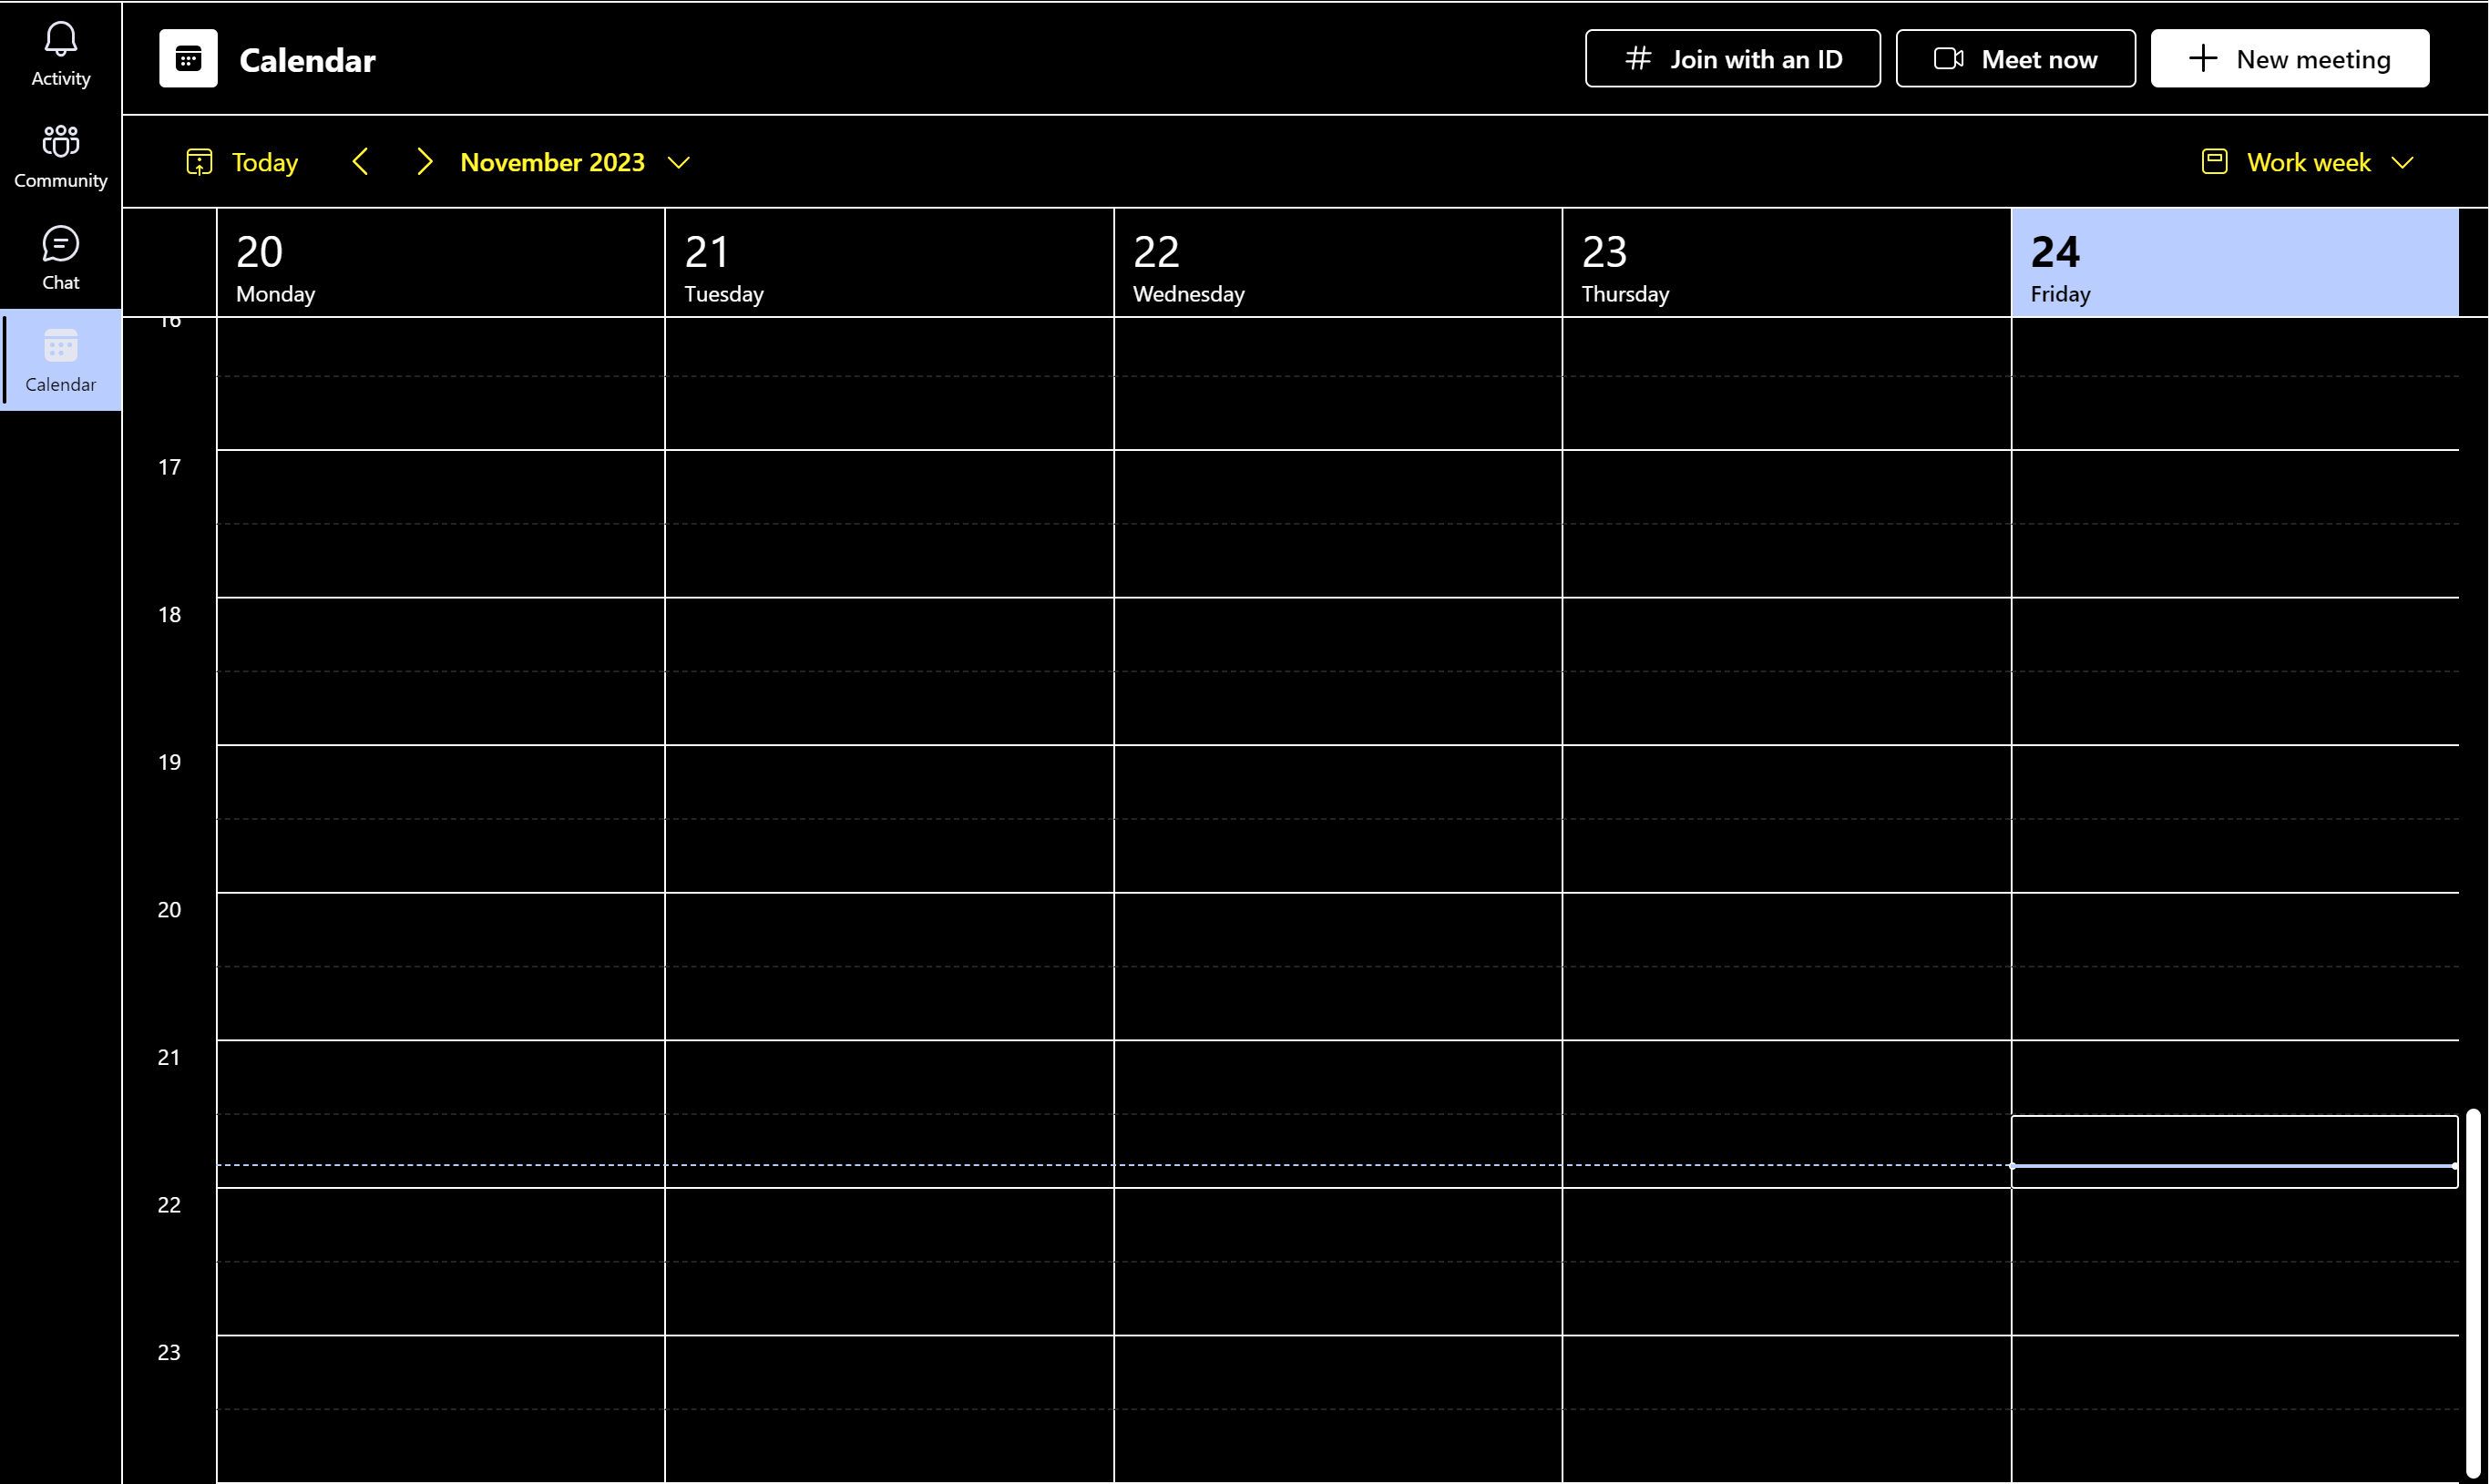 Activity
Community
Chat
Calendar
Calendar
# Join with an ID
Meet now
+ New meeting
Today
November 2023
Work week
20
Monday
21
Tuesday
22
Wednesday
23
Thursday
24
Friday
16
17
18
19
20
21
22
23